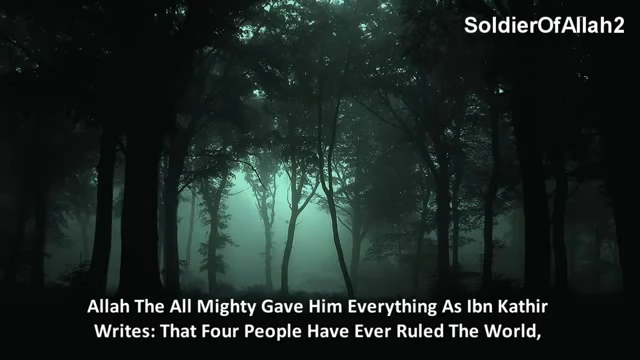 SoldierOfAllah2
Allah The All Mighty Gave Him Everything As Ibn Kathir
Writes: That Four People Have Ever Ruled The World,